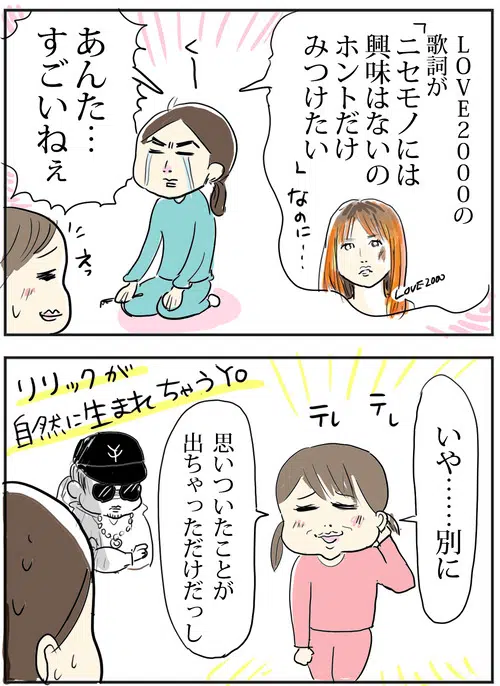 LOVE2000の
歌詞が
「ニセモノには
興味はないの
ホントだけ
みつけたい」
なのに…
LOVE2000
くーっ
あんた…
すごいねぇ
えっ
いや……別に
テレ
テレ
思いついたことが
出ちゃっただけだっし
リリックが
自然に生まれちゃうYo